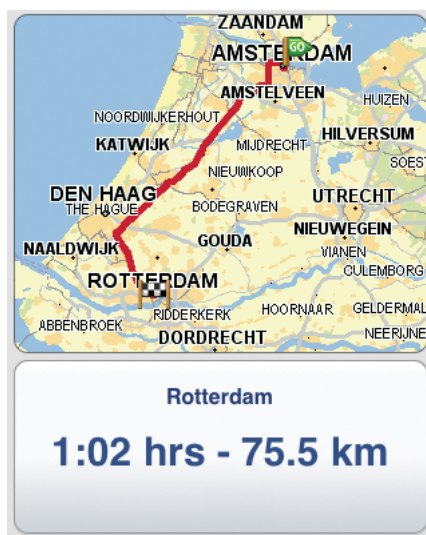 ZAANDAM
GO
AMSTERDAM
AMSTELVEEN
HUIZEN
NOORDWIJKERHOUT
HILVERSUM
KATWIJK
MIJDRECHT
SOEST
NIEUWKOOP
DEN HAAG
UTRECHT
THE HAGUE
BODEGRAVEN
NIEUWEGEIN
GOUDA
NAALDWIJK
VIANEN
CULEMBORG
ROTTERDAM
HOORNAAR
GELDERMAL
RIDDERKERK
ABBENBROEK
NEERIJNE
DORDRECHT
Rotterdam
1:02 hrs - 75.5 km